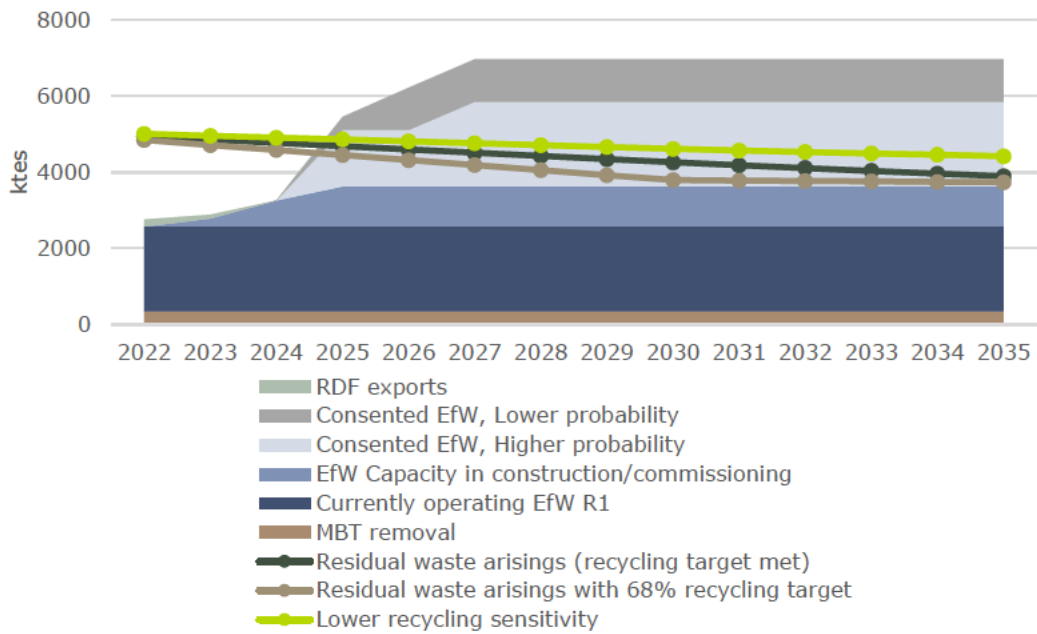 8000
6000
4000
2000
0
ktes
2022 2023 2024 2025 2026 2027 2028 2029 2030 2031 2032 2033 2034 2035
RDF exports
Consented EfW, Lower probability
Consented EfW, Higher probability
EfW Capacity in construction/commissioning
Currently operating EfW R1
MBT removal
Residual waste arisings (recycling target met)
Residual waste arisings with 68% recycling target
Lower recycling sensitivity